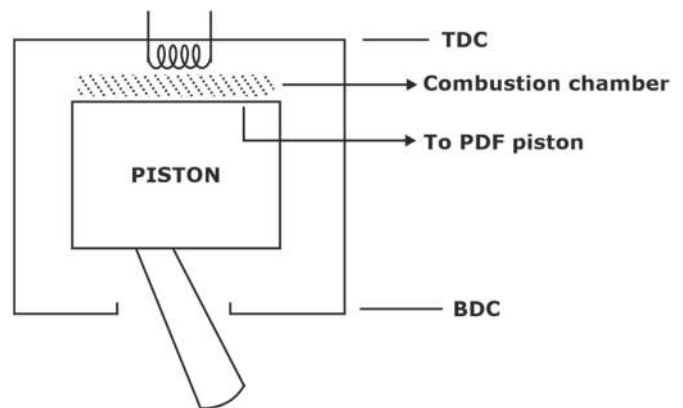 TDC
Combustion chamber
To PDF piston
PISTON
BDC